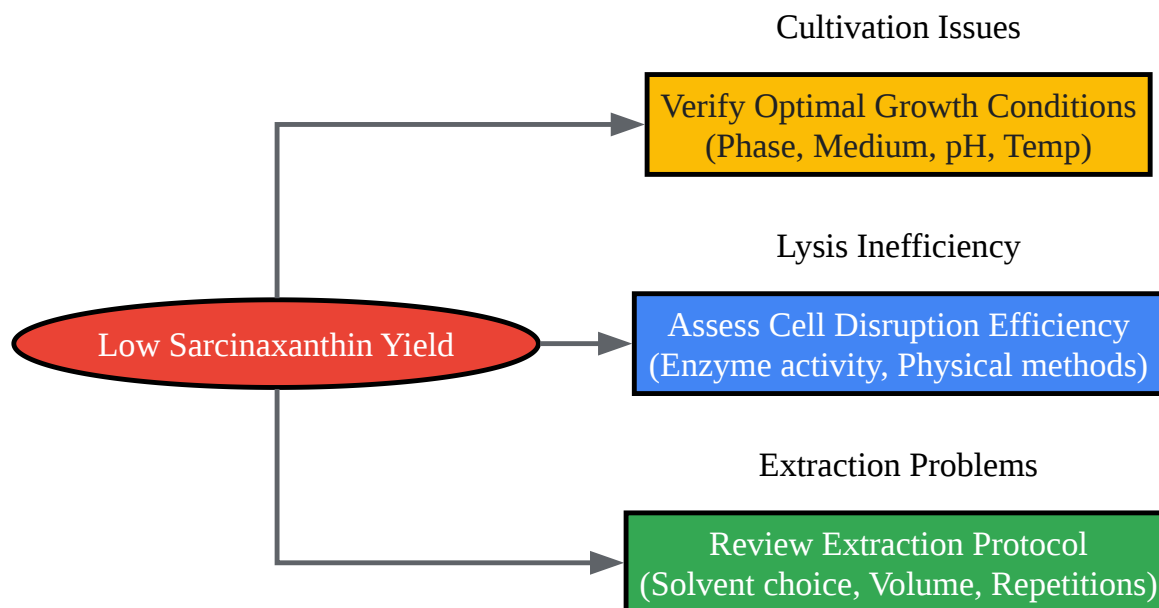 Cultivation Issues
Verify Optimal Growth Conditions
(Phase, Medium, pH, Temp)
Lysis Inefficiency
Low Sarcinaxanthin Yield
Assess Cell Disruption Efficiency
(Enzyme activity, Physical methods)
Extraction Problems
Review Extraction Protocol
(Solvent choice, Volume, Repetitions)